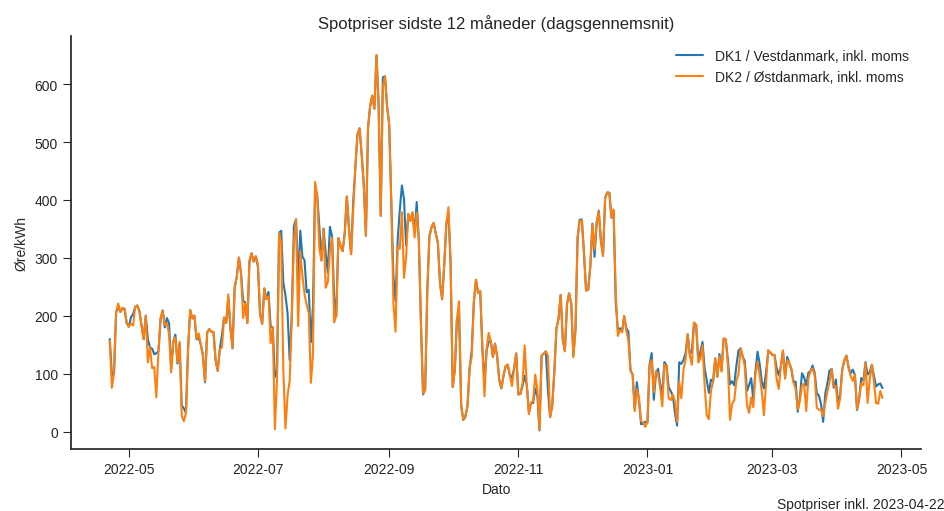 Spotpriser sidste 12 måneder (dagsgennemsnit)
DK1 / Vestdanmark, inkl. moms
DK2 / Østdanmark, inkl. moms
Øre/kWh
600
500
400
300
200
100
0
2022-05
2022-07
2022-09
2022-11
2023-01
2023-03
2023-05
Dato
Spotpriser inkl. 2023-04-22